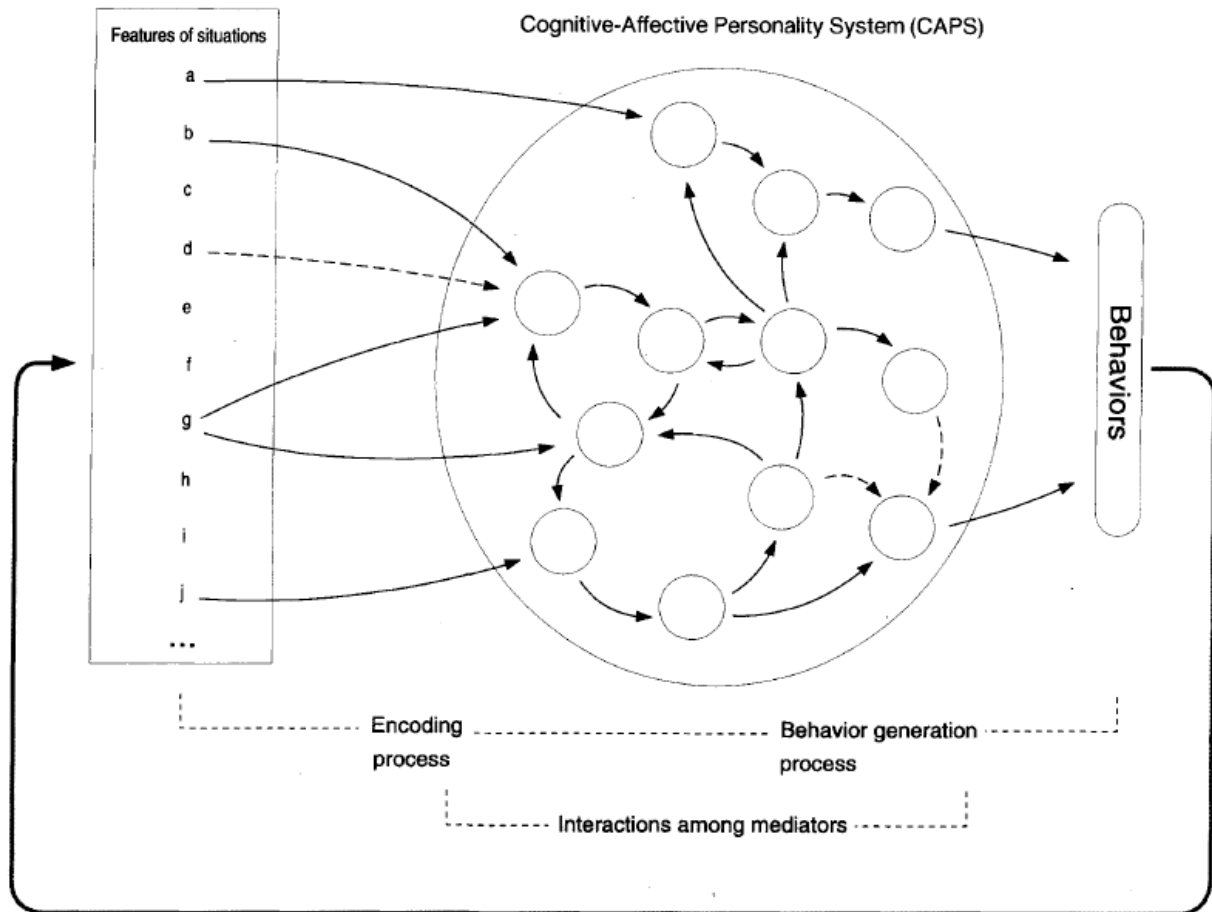 Cognitive-Affective Personality System (CAPS)
Features of situations
a
b
c
d
e
f
g
h
i
j
...
Behaviors
Encoding
process
Behavior generation
process
Interactions among mediators